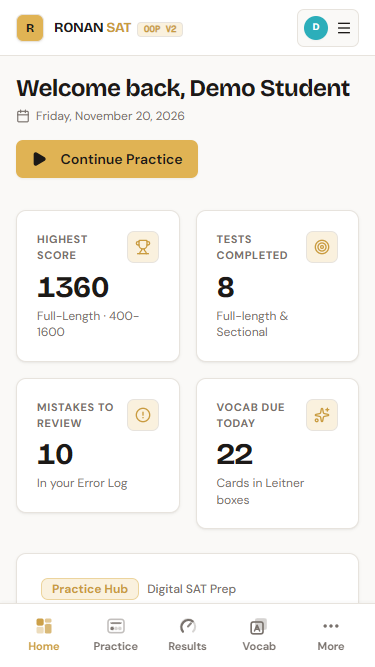 R RONAN SAT OOP V2 D
Welcome back, Demo Student
Friday, November 20, 2026
Continue Practice
HIGHEST
SCORE
1360
Full-Length · 400–
1600
TESTS
COMPLETED
8
Full-length &
Sectional
MISTAKES TO
REVIEW
10
In your Error Log
VOCAB DUE
TODAY
22
Cards in Leitner
boxes
Practice Hub Digital SAT Prep
Home Practice Results Vocab More